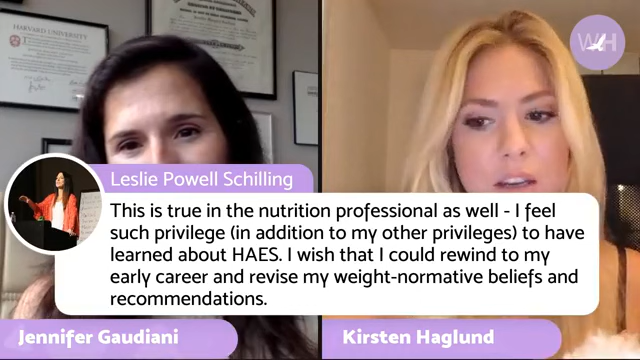 HARVARD UNIVERSITY
WH
Leslie Powell Schilling
This is true in the nutrition professional as well - I feel
such privilege (in addition to my other privileges) to have
learned about HAES. I wish that I could rewind to my
early career and revise my weight-normative beliefs and
recommendations.
Jennifer Gaudiani
Kirsten Haglund